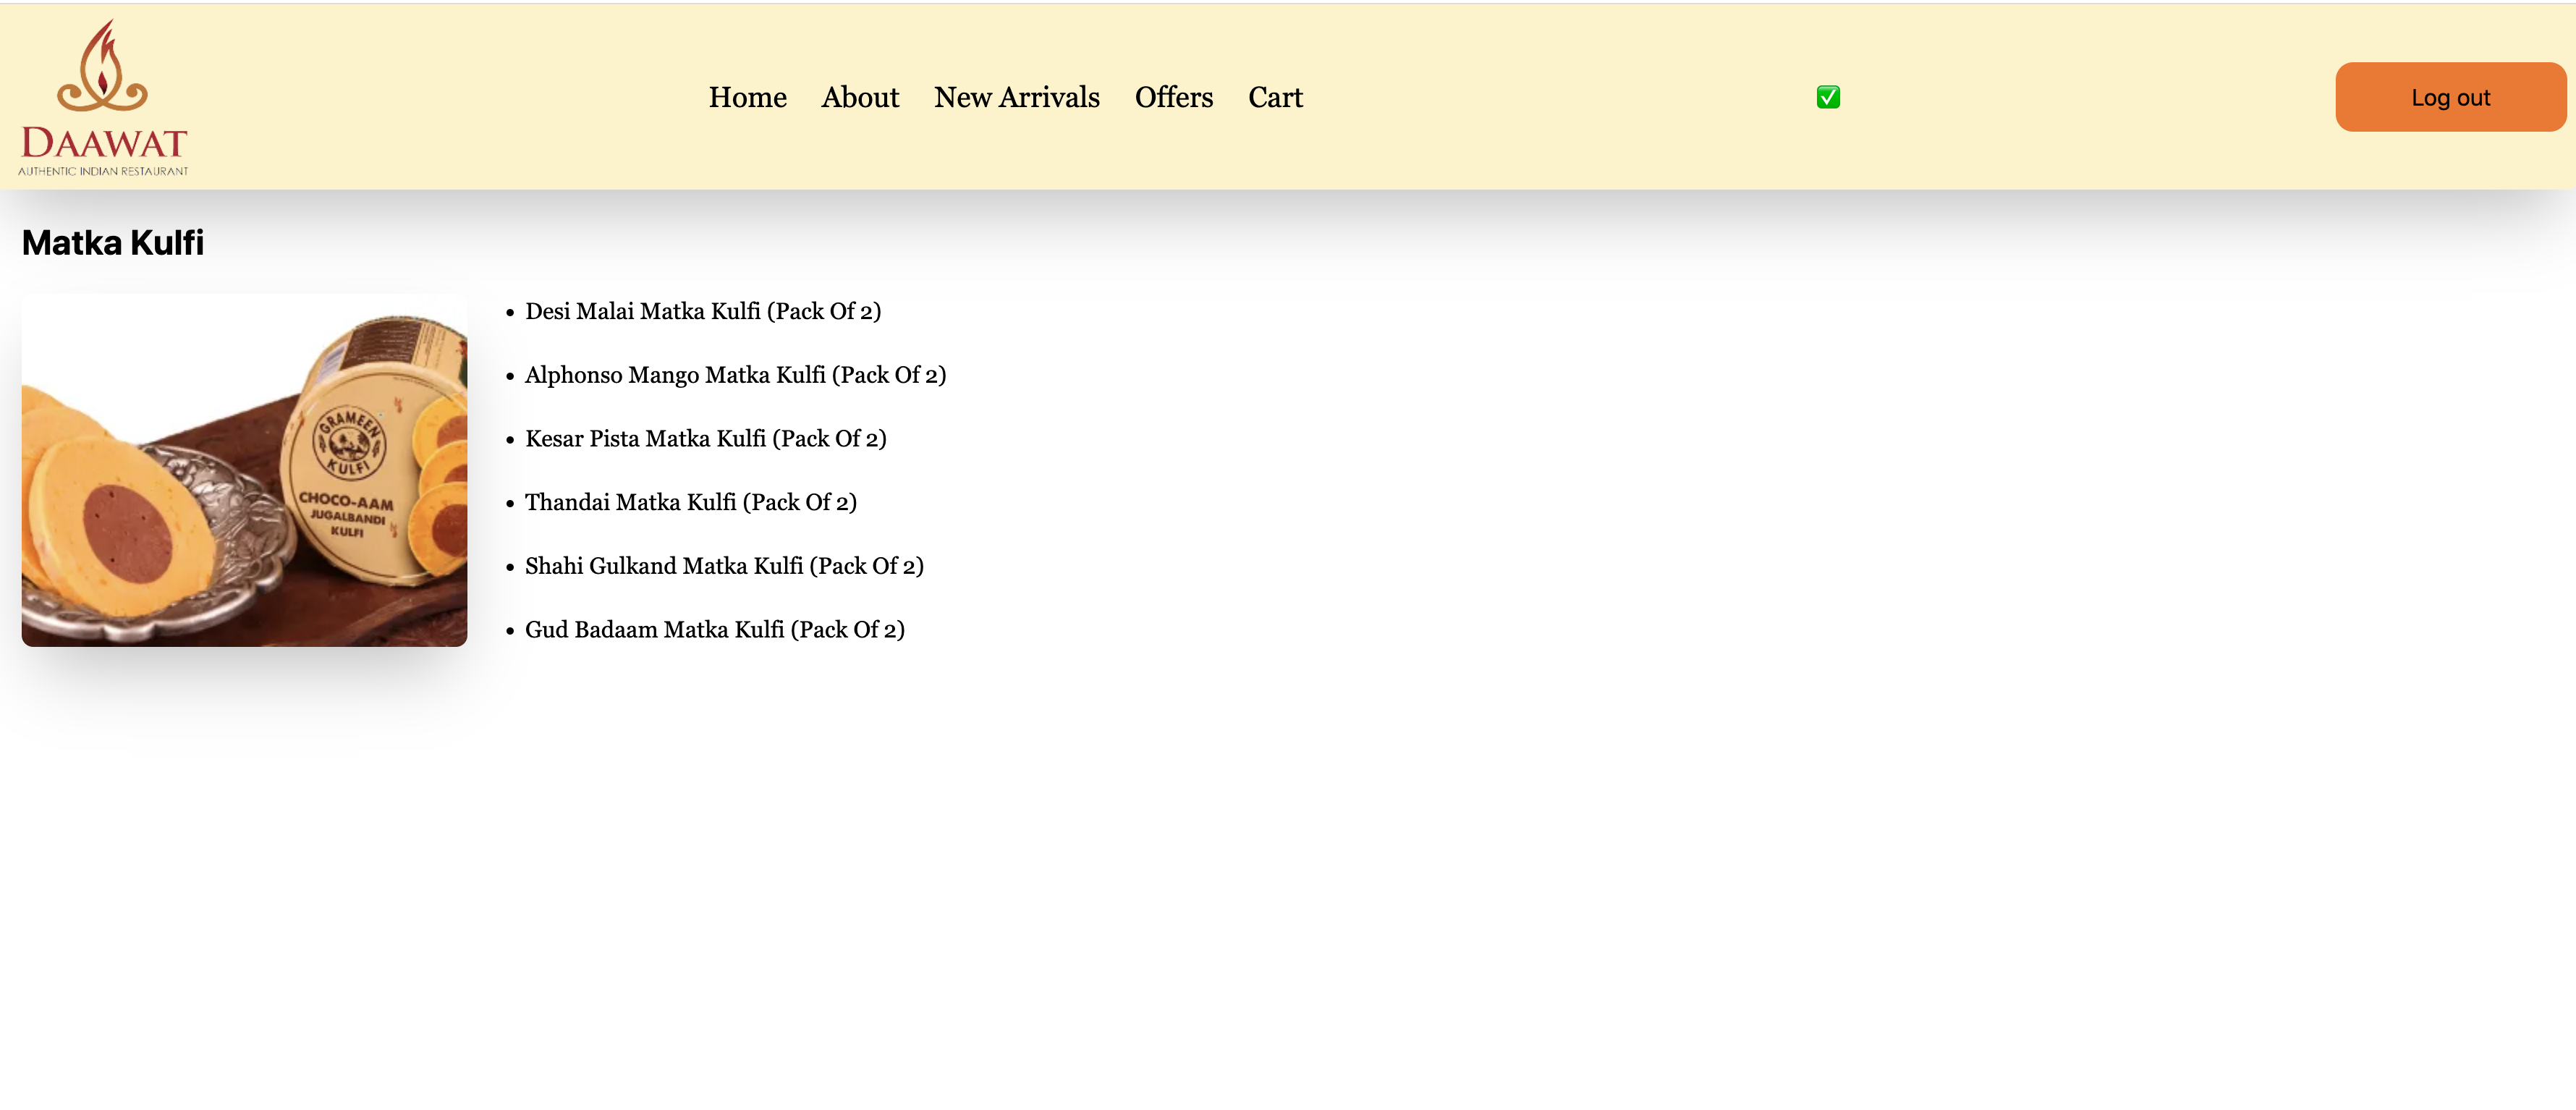 DAAWAT
AUTHENTIC INDIAN RESTAURANT
Home About New Arrivals Offers Cart
✅
Log out
Matka Kulfi
GRAMEEN
KULFI
CHOCO-AAM
JUGALBANDI
KULFI
• Desi Malai Matka Kulfi (Pack Of 2)
• Alphonso Mango Matka Kulfi (Pack Of 2)
• Kesar Pista Matka Kulfi (Pack Of 2)
• Thandai Matka Kulfi (Pack Of 2)
• Shahi Gulkand Matka Kulfi (Pack Of 2)
• Gud Badaam Matka Kulfi (Pack Of 2)